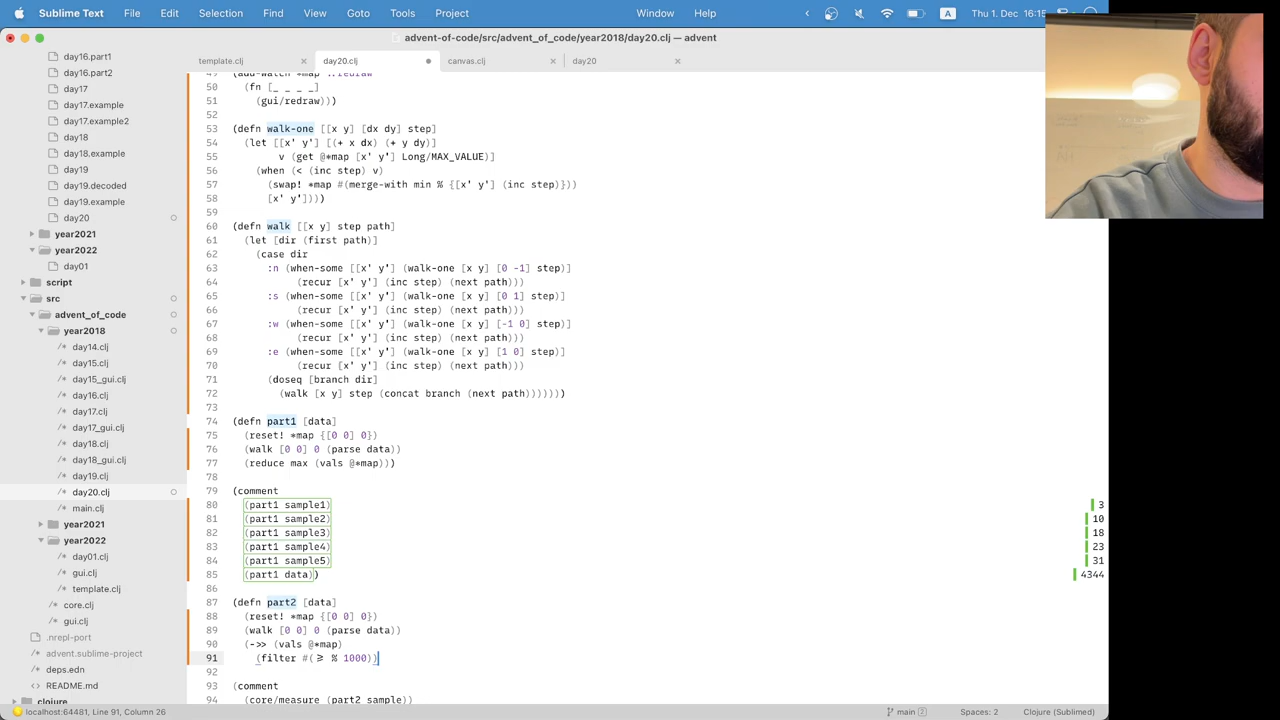 Sublime Text File Edit Selection Find View Goto Tools Project Window Help A Thu 1. Dec 16:15
advent-of-code/src/advent_of_code/year2018/day20.clj — advent
template.clj × day20.clj canvas.clj × day20 ×
day16.part1
day16.part2
day17
day17.example
day17.example2
day18
day18.example
day19
day19.decoded
day19.example
day20
year2021
year2022
day01
script
src
advent_of_code
year2018
day14.clj
day15.clj
day15_gui.clj
day16.clj
day17.clj
day17_gui.clj
day18.clj
day18_gui.clj
day19.clj
day20.clj
main.clj
year2021
year2022
day01.clj
gui.clj
template.clj
core.clj
gui.clj
.nrepl-port
advent.sublime-project
deps.edn
README.md
clojure
49 (add-watch *map ::redraw
50 (fn [_ _ _ _]
51 (gui/redraw)))
52
53 (defn walk-one [[x y] [dx dy] step]
54 (let [[x' y'] [(+ x dx) (+ y dy)]
55 v (get @*map [x' y'] Long/MAX_VALUE)]
56 (when (< (inc step) v)
57 (swap! *map #(merge-with min % {[x' y'] (inc step)}))
58 [x' y'])))
59
60 (defn walk [[x y] step path]
61 (let [dir (first path)]
62 (case dir
63 :n (when-some [[x' y'] (walk-one [x y] [0 -1] step)]
64 (recur [x' y'] (inc step) (next path)))
65 :s (when-some [[x' y'] (walk-one [x y] [0 1] step)]
66 (recur [x' y'] (inc step) (next path)))
67 :w (when-some [[x' y'] (walk-one [x y] [-1 0] step)]
68 (recur [x' y'] (inc step) (next path)))
69 :e (when-some [[x' y'] (walk-one [x y] [1 0] step)]
70 (recur [x' y'] (inc step) (next path)))
71 (doseq [branch dir]
72 (walk [x y] step (concat branch (next path))))))
73
74 (defn part1 [data]
75 (reset! *map {[0 0] 0})
76 (walk [0 0] 0 (parse data))
77 (reduce max (vals @*map)))
78
79 (comment
80 (part1 sample1) 3
81 (part1 sample2) 10
82 (part1 sample3) 18
83 (part1 sample4) 23
84 (part1 sample5) 31
85 (part1 data)) 4344
86
87 (defn part2 [data]
88 (reset! *map {[0 0] 0})
89 (walk [0 0] 0 (parse data))
90 (->> (vals @*map)
91 (filter #(≥ % 1000))
92
93 (comment
94 (core/measure (part2 sample))
localhost:64481, Line 91, Column 26 main 2 Spaces: 2 Clojure (Sublimed)